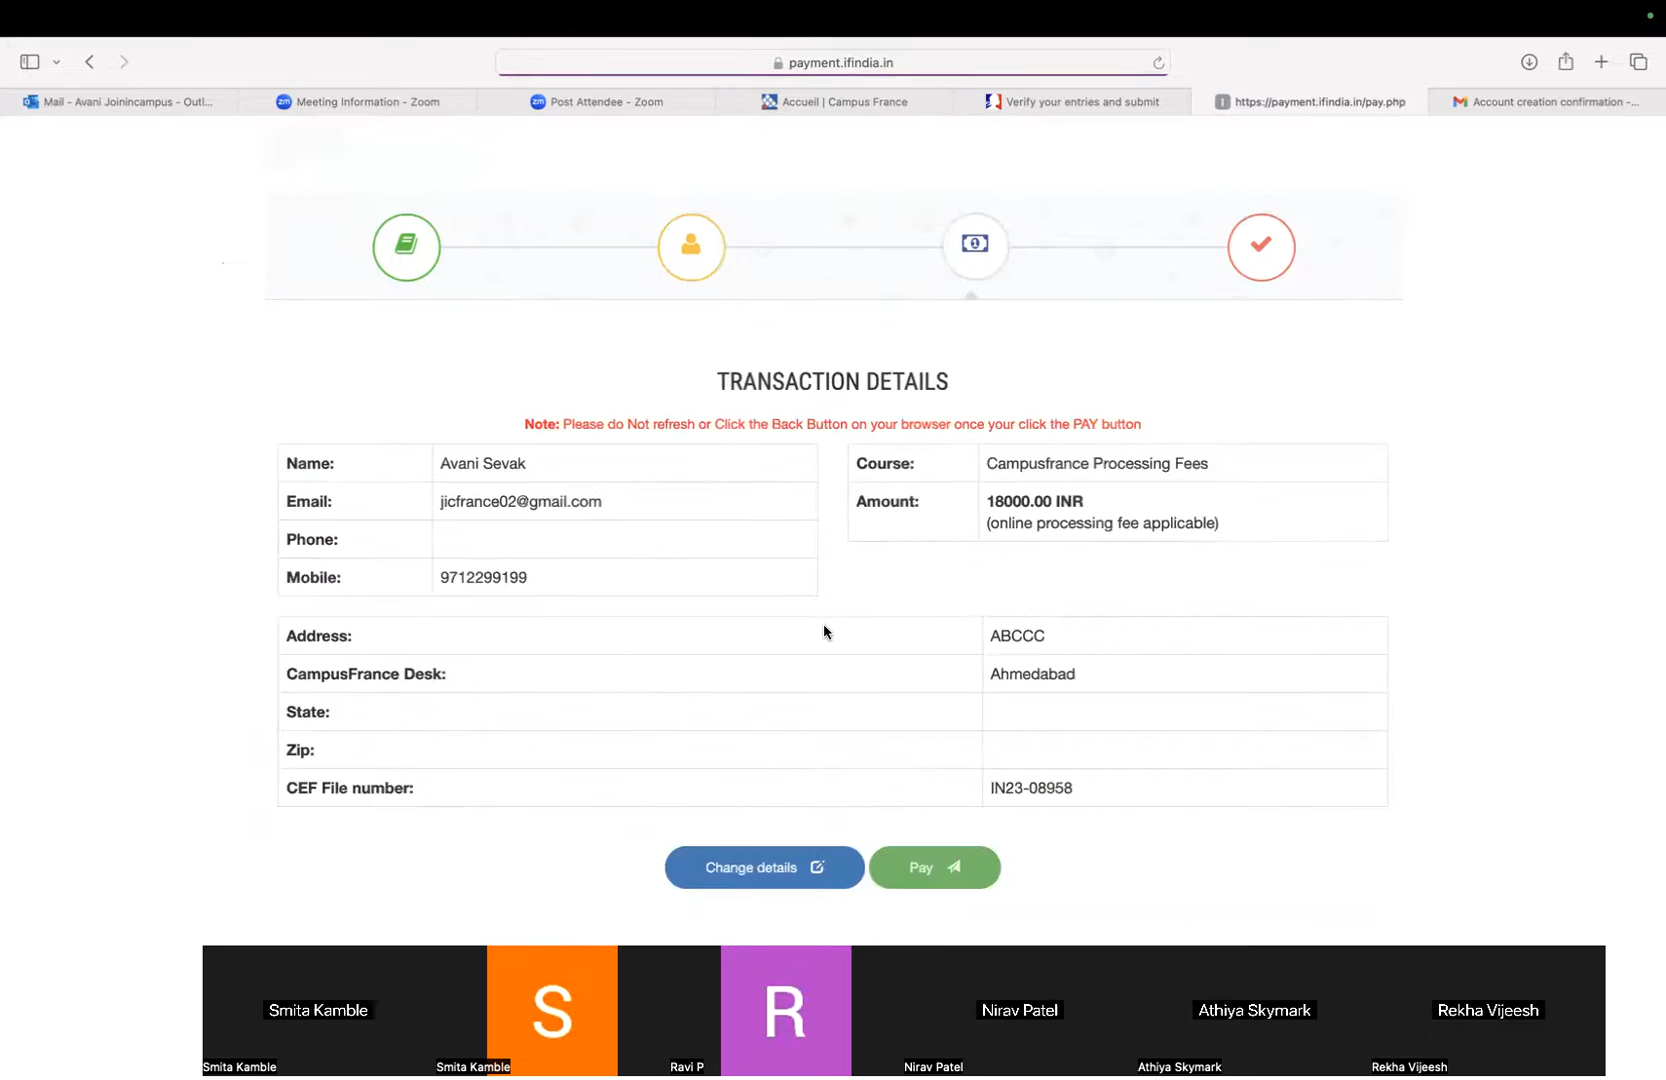 payment.ifindia.in
Mail - Avani Joinincampus - Outl...
Meeting Information - Zoom
Post Attendee - Zoom
Accueil | Campus France
Verify your entries and submit
https://payment.ifindia.in/pay.php
Account creation confirmation -...
TRANSACTION DETAILS
Note: Please do Not refresh or Click the Back Button on your browser once your click the PAY button
Name: Avani Sevak
Email: jicfrance02@gmail.com
Phone:
Mobile: 9712299199
Course: Campusfrance Processing Fees
Amount: 18000.00 INR
(online processing fee applicable)
Address: ABCCC
CampusFrance Desk: Ahmedabad
State:
Zip:
CEF File number: IN23-08958
Change details
Pay
Smita Kamble
S
R
Nirav Patel
Athiya Skymark
Rekha Vijeesh
Smita Kamble
Smita Kamble
Ravi P
Nirav Patel
Athiya Skymark
Rekha Vijeesh